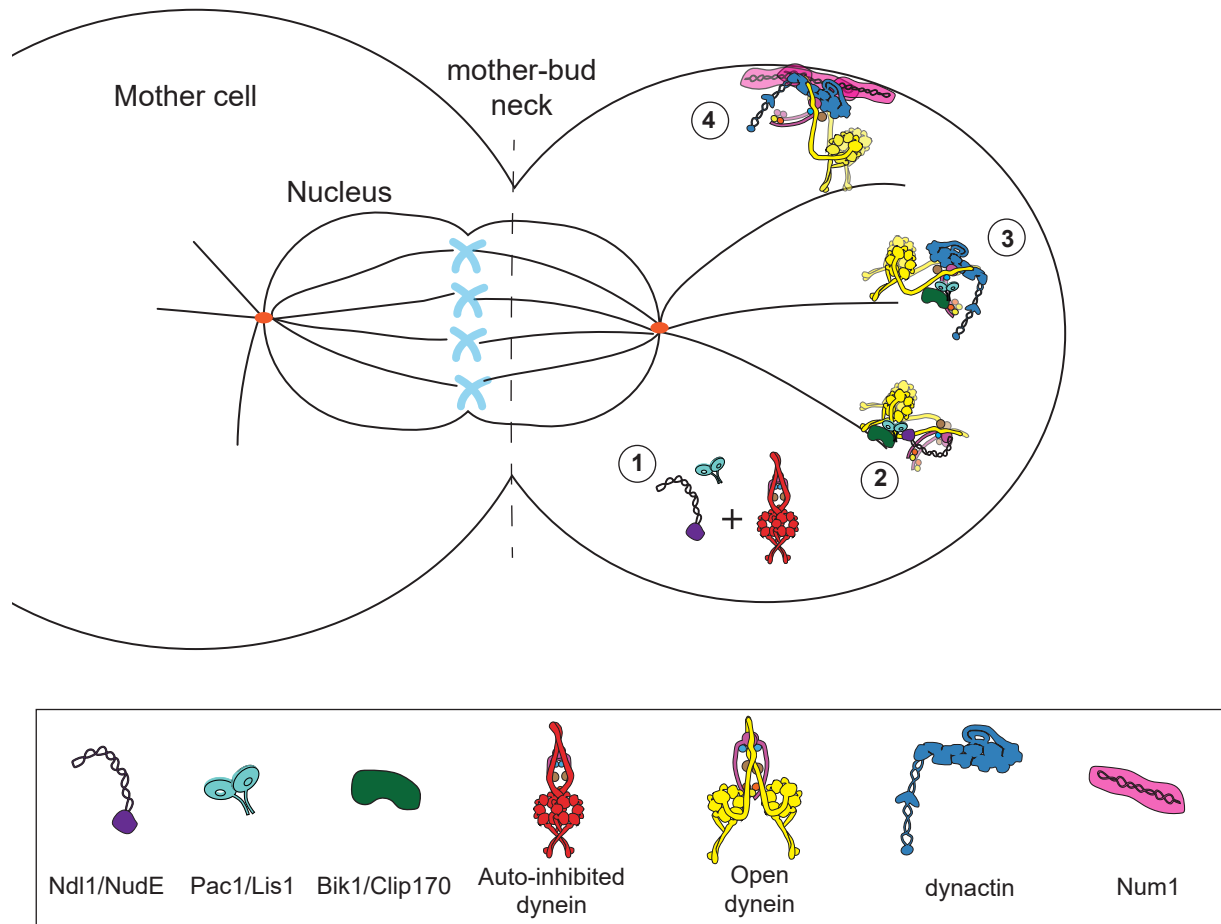 Mother cell
mother-bud
neck
Nucleus
4
3
2
1
+
Ndl1/NudE
Pac1/Lis1
Bik1/Clip170
Auto-inhibited
dynein
Open
dynein
dynactin
Num1